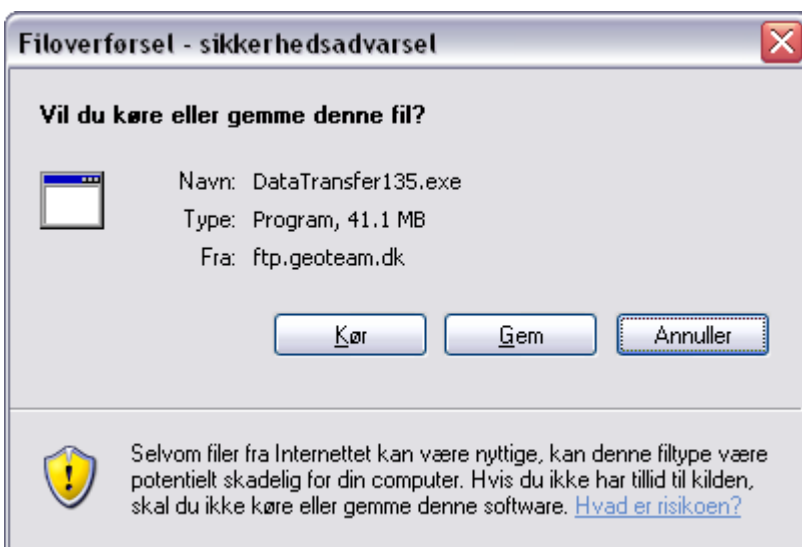 Filoverførsel - sikkerhedsadvarsel
Vil du køre eller gemme denne fil?
Navn: DataTransfer135.exe
Type: Program, 41.1 MB
Fra: ftp.geoteam.dk
Kør Gem Annuller
Selvom filer fra Internettet kan være nyttige, kan denne filtype være
potentielt skadelig for din computer. Hvis du ikke har tillid til kilden,
skal du ikke køre eller gemme denne software. Hvad er risikoen?